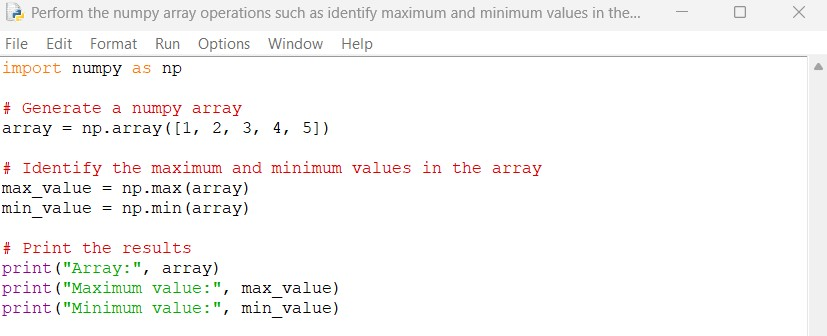 Perform the numpy array operations such as identify maximum and minimum values in the...
File Edit Format Run Options Window Help
import numpy as np
# Generate a numpy array
array = np.array([1, 2, 3, 4, 5])
# Identify the maximum and minimum values in the array
max_value = np.max(array)
min_value = np.min(array)
# Print the results
print("Array:", array)
print("Maximum value:", max_value)
print("Minimum value:", min_value)